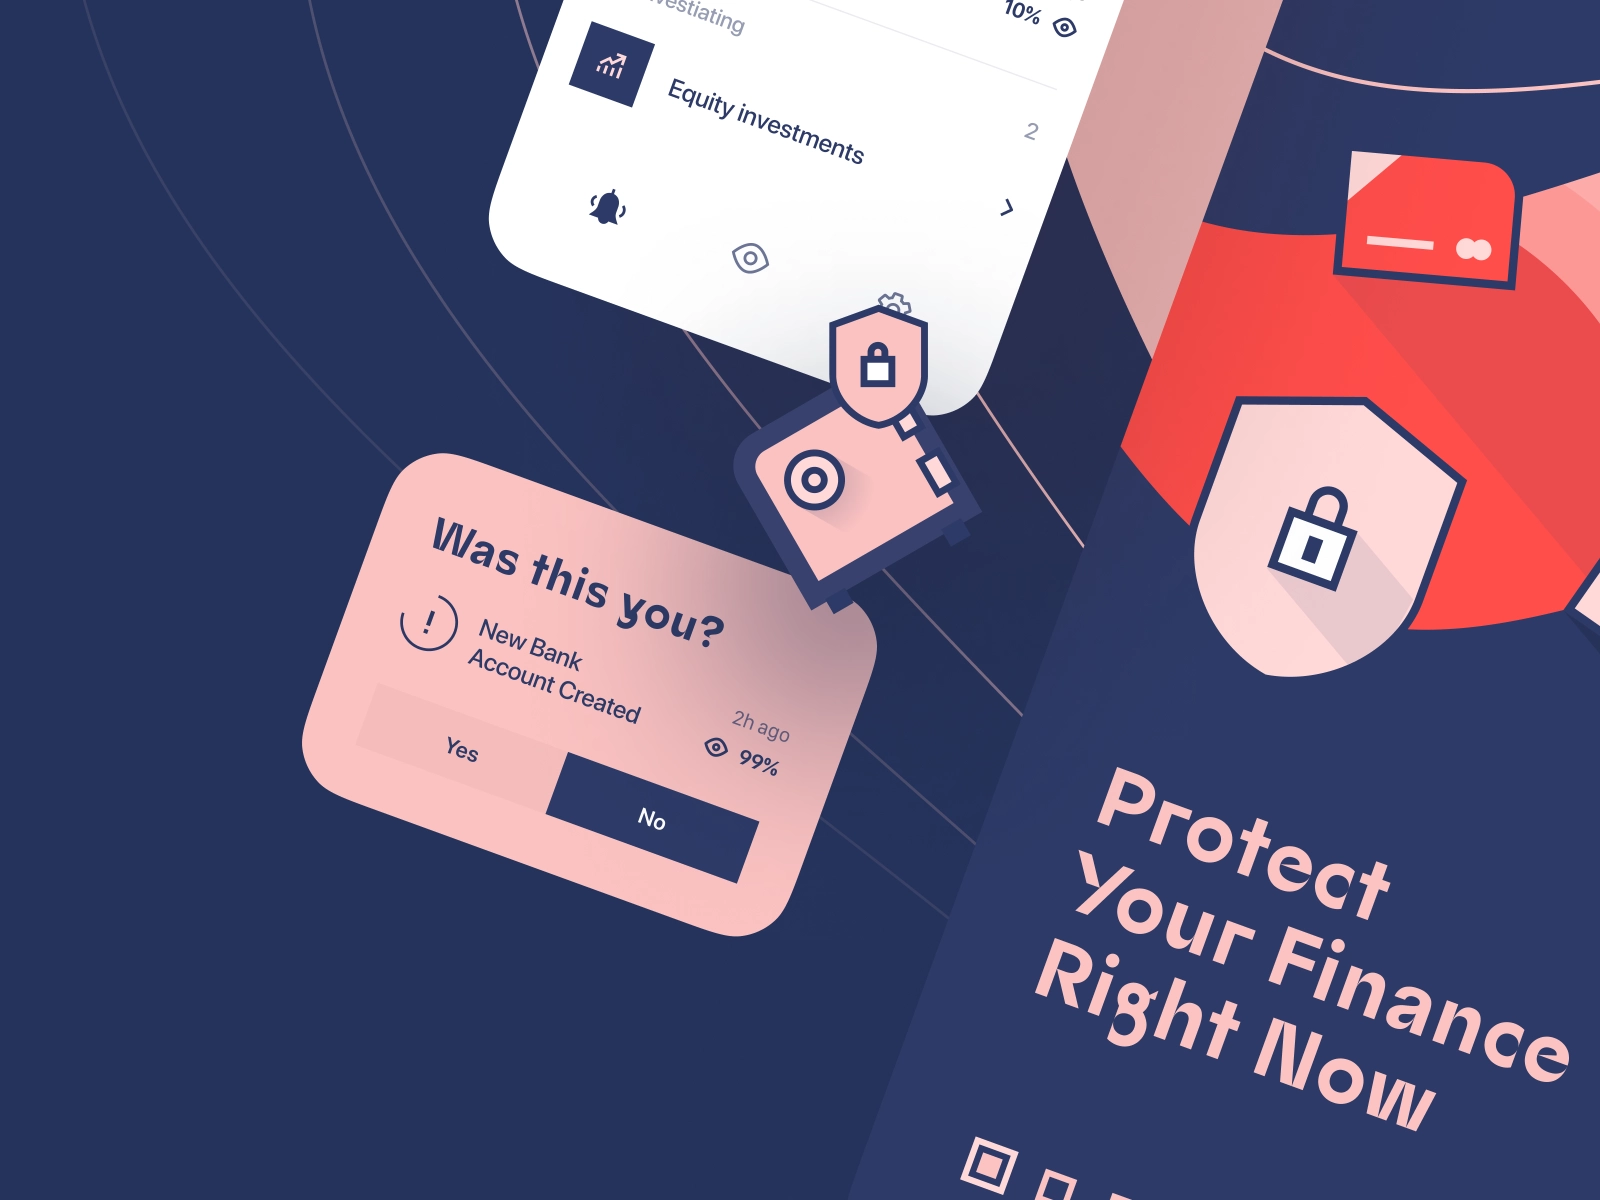 10%
Equity investments
2
Was this you?
!
New Bank
Account Created
2h ago
99%
Yes
No
Protect
Your Finance
Right Now